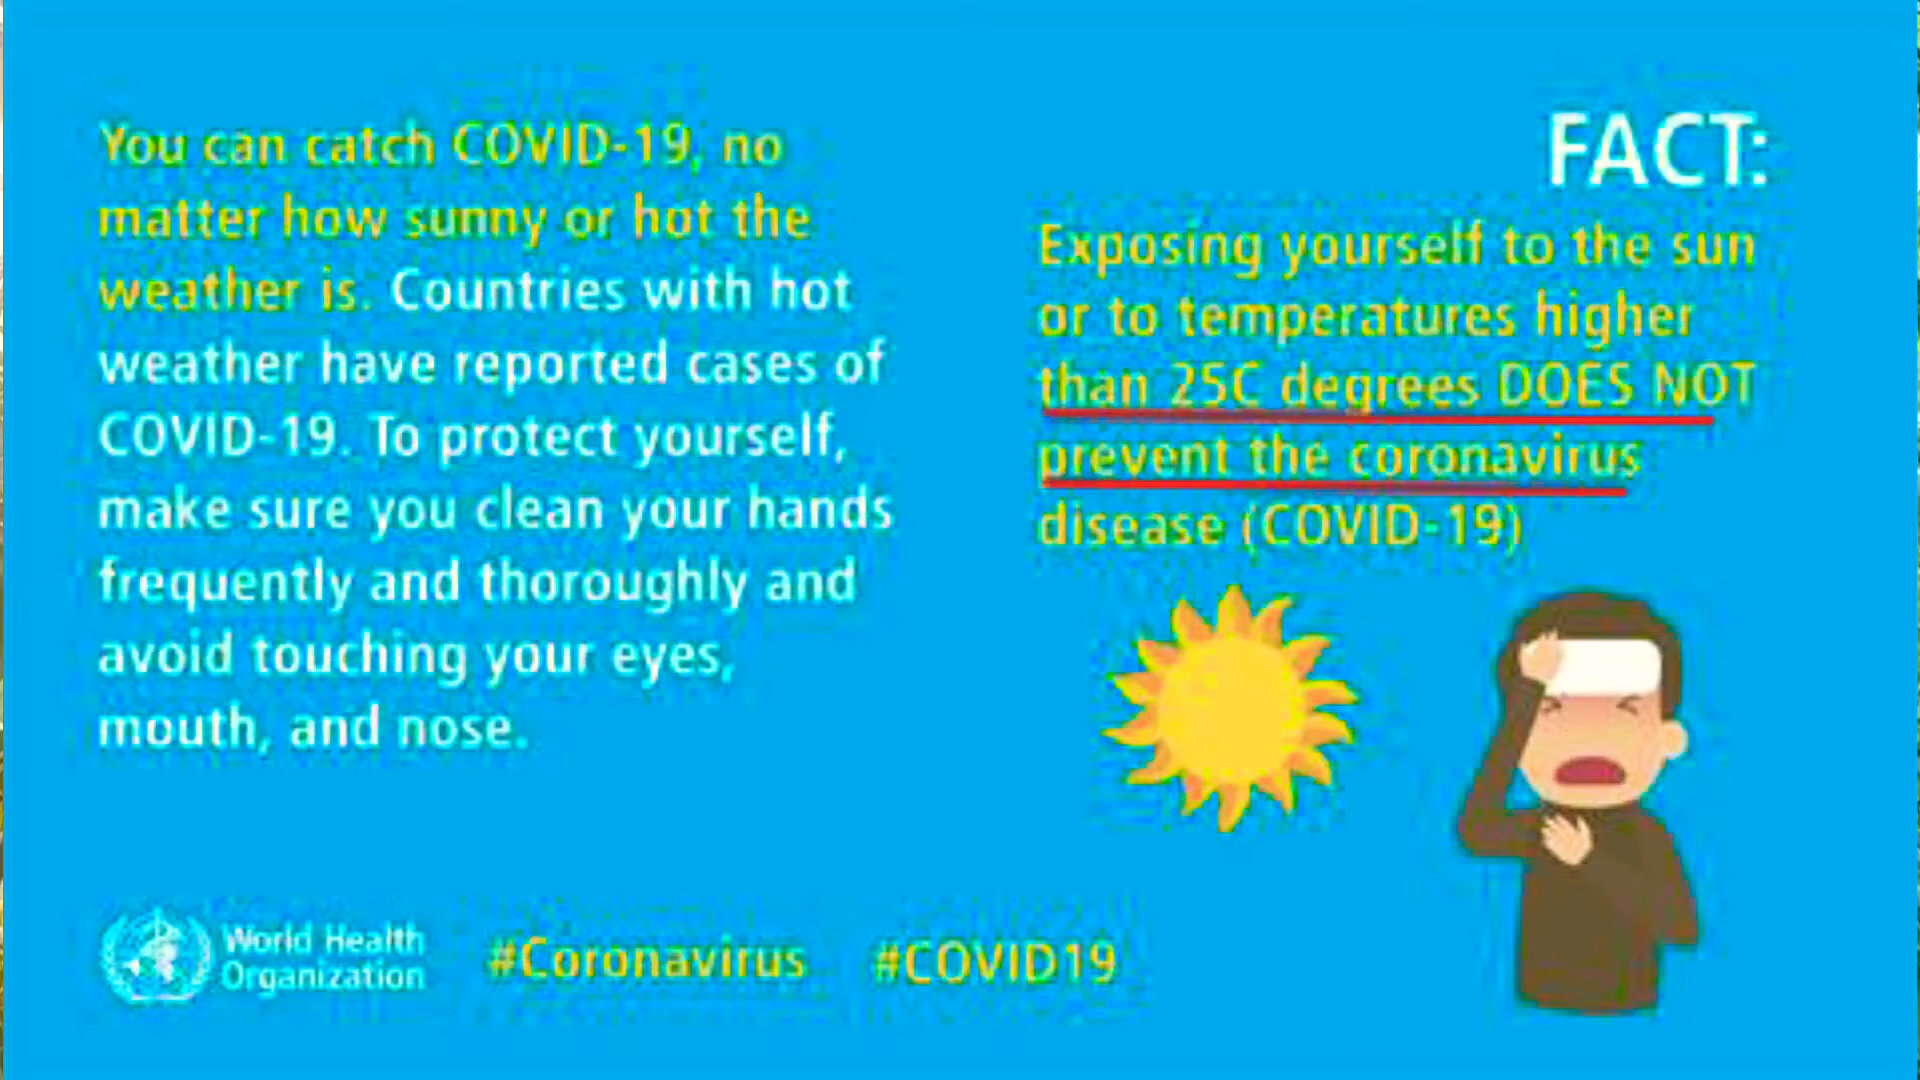 You can catch COVID-19, no
matter how sunny or hot the
weather is. Countries with hot
weather have reported cases of
COVID-19. To protect yourself,
make sure you clean your hands
frequently and thoroughly and
avoid touching your eyes,
mouth, and nose.
FACT:
Exposing yourself to the sun
or to temperatures higher
than 25C degrees DOES NOT
prevent the coronavirus
disease (COVID-19)
World Health
Organization
#Coronavirus
#COVID19